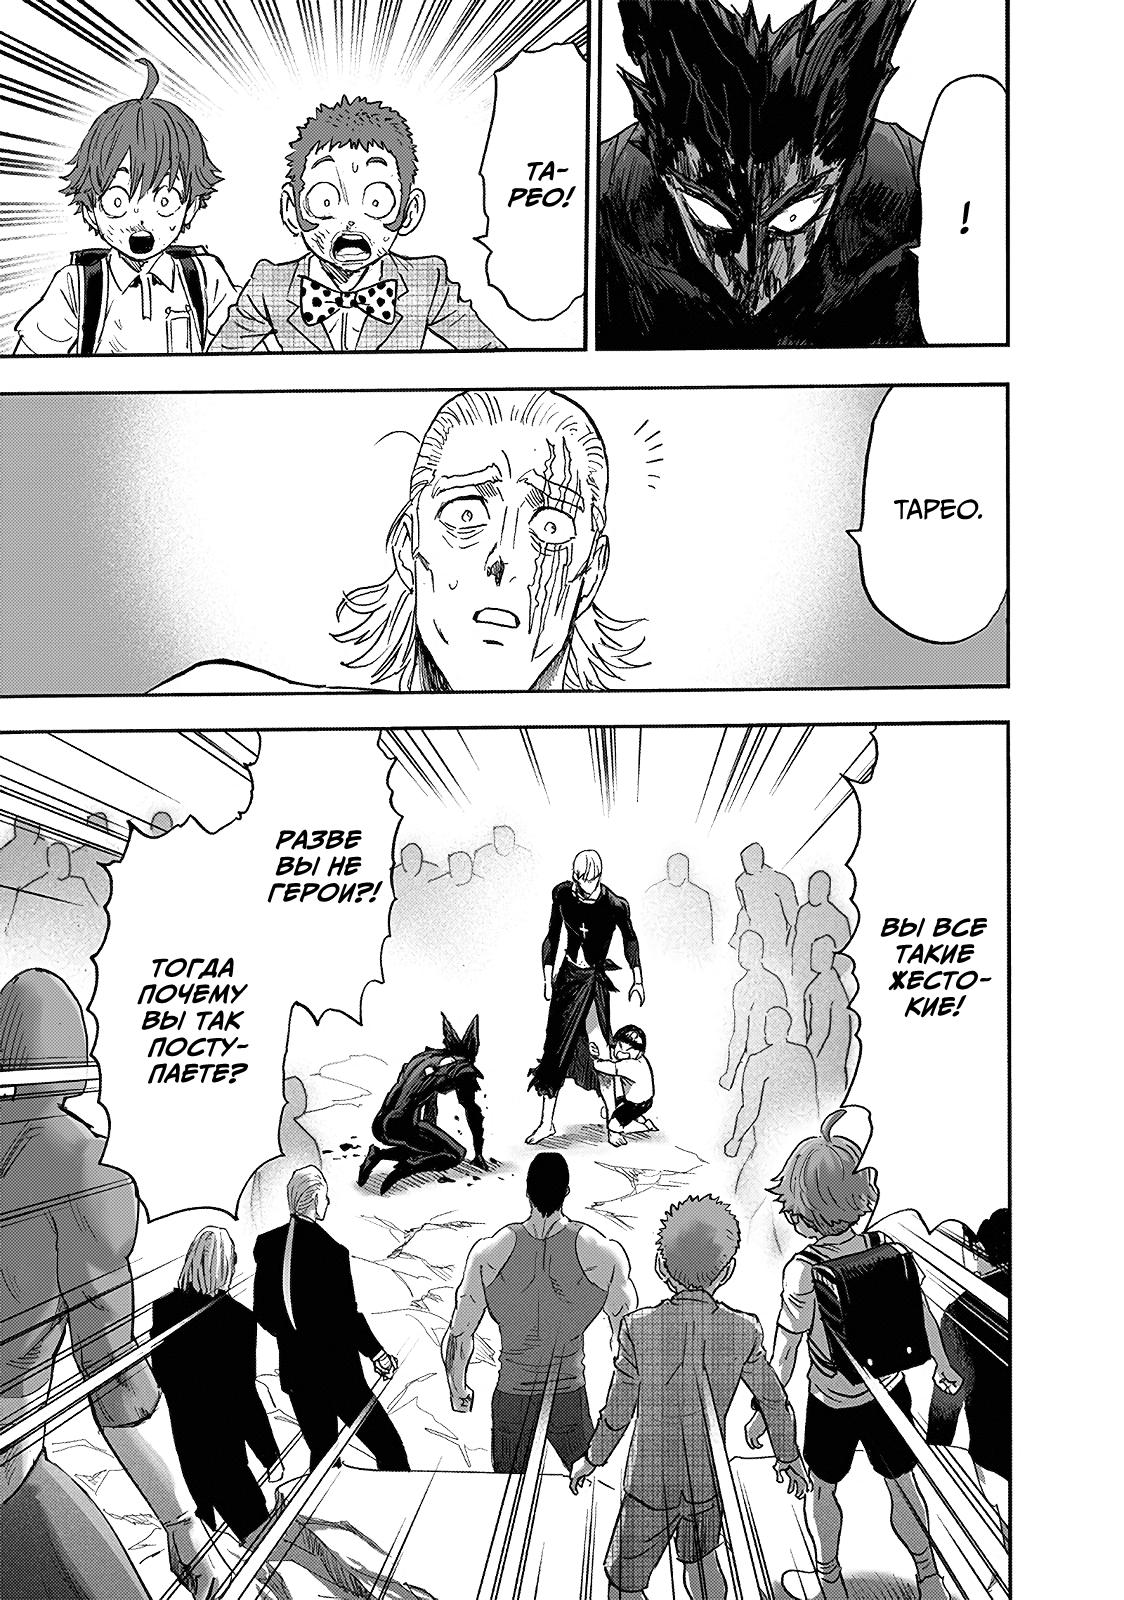 !
ТА-
РЕО!
ТАРЕО.
ВЫ ВСЕ
ТАКИЕ
ЖЕСТО-
КИЕ!
РАЗВЕ
ВЫ НЕ
ГЕРОИ?!
ТОГДА
ПОЧЕМУ
ВЫ ТАК
ПОСТУ-
ПАЕТЕ?